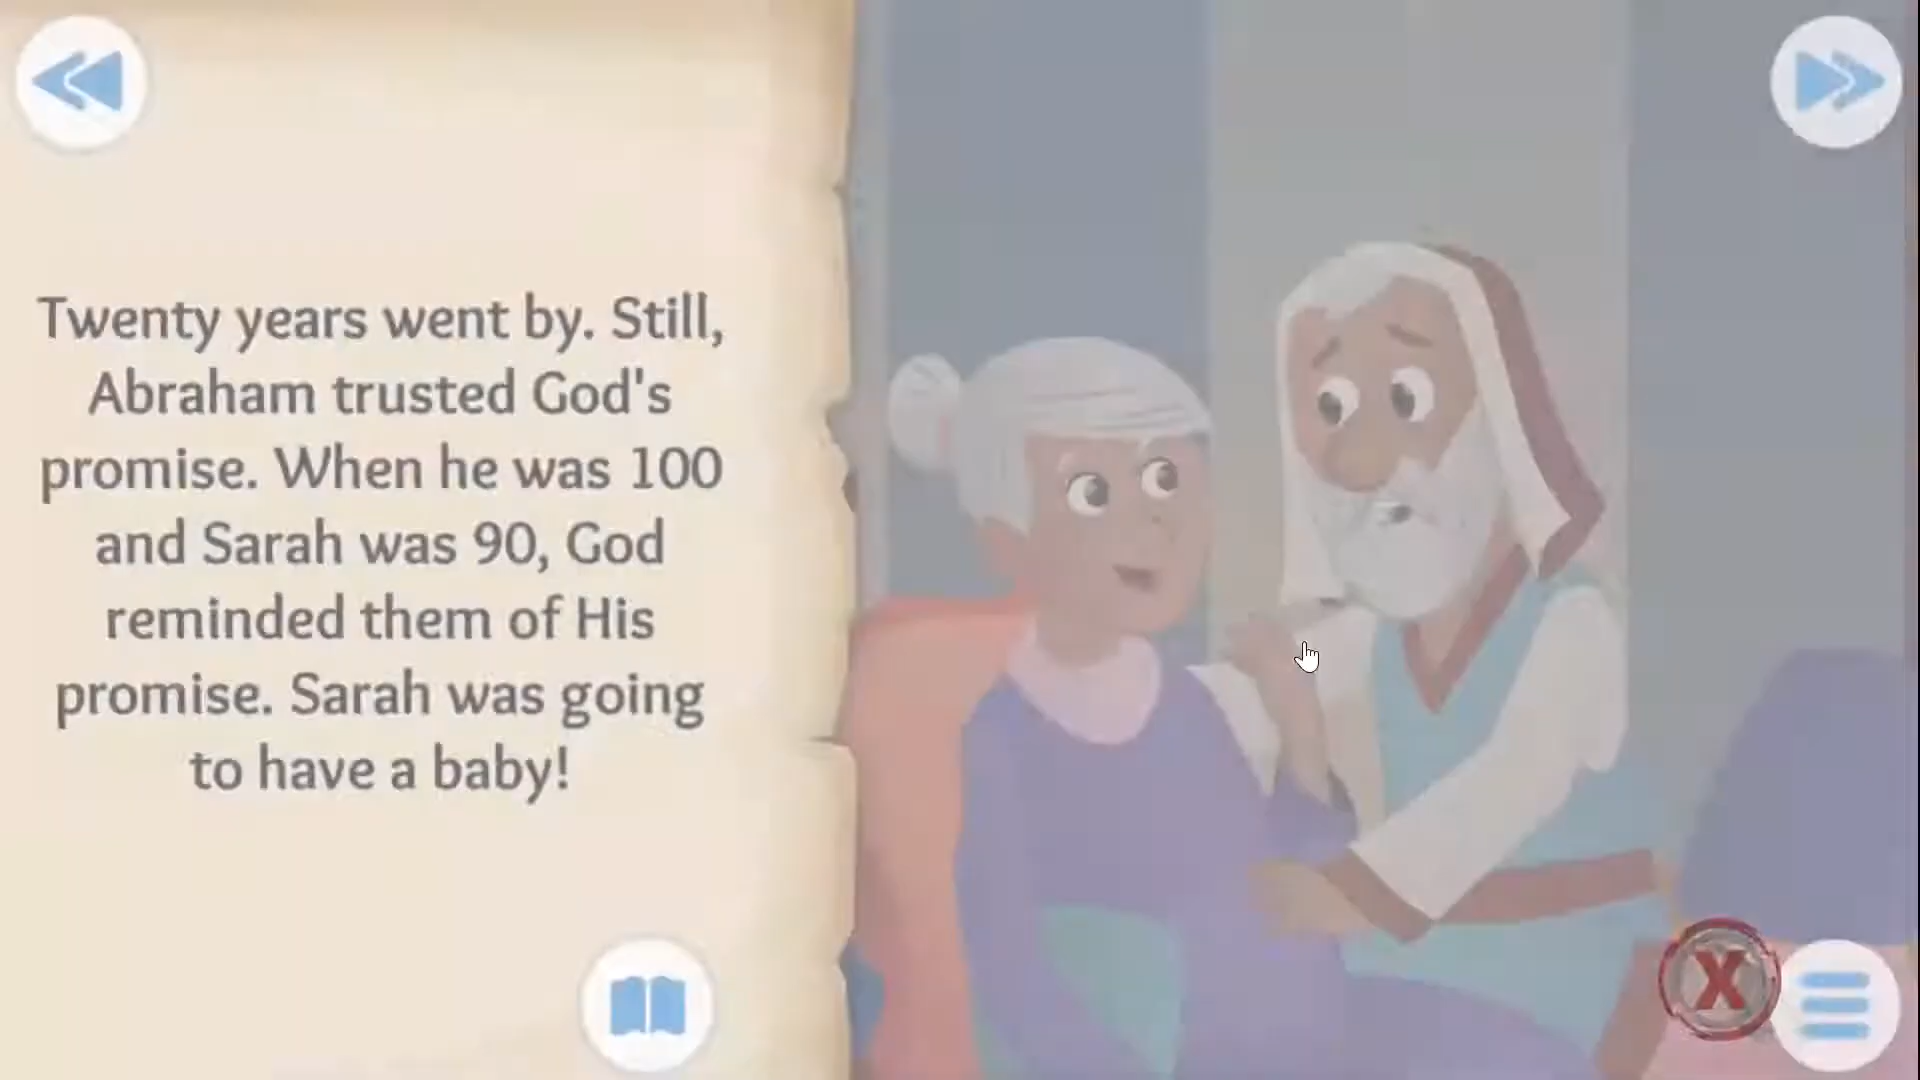 Twenty years went by. Still,
Abraham trusted God's
promise. When he was 100
and Sarah was 90, God
reminded them of His
promise. Sarah was going
to have a baby!
X